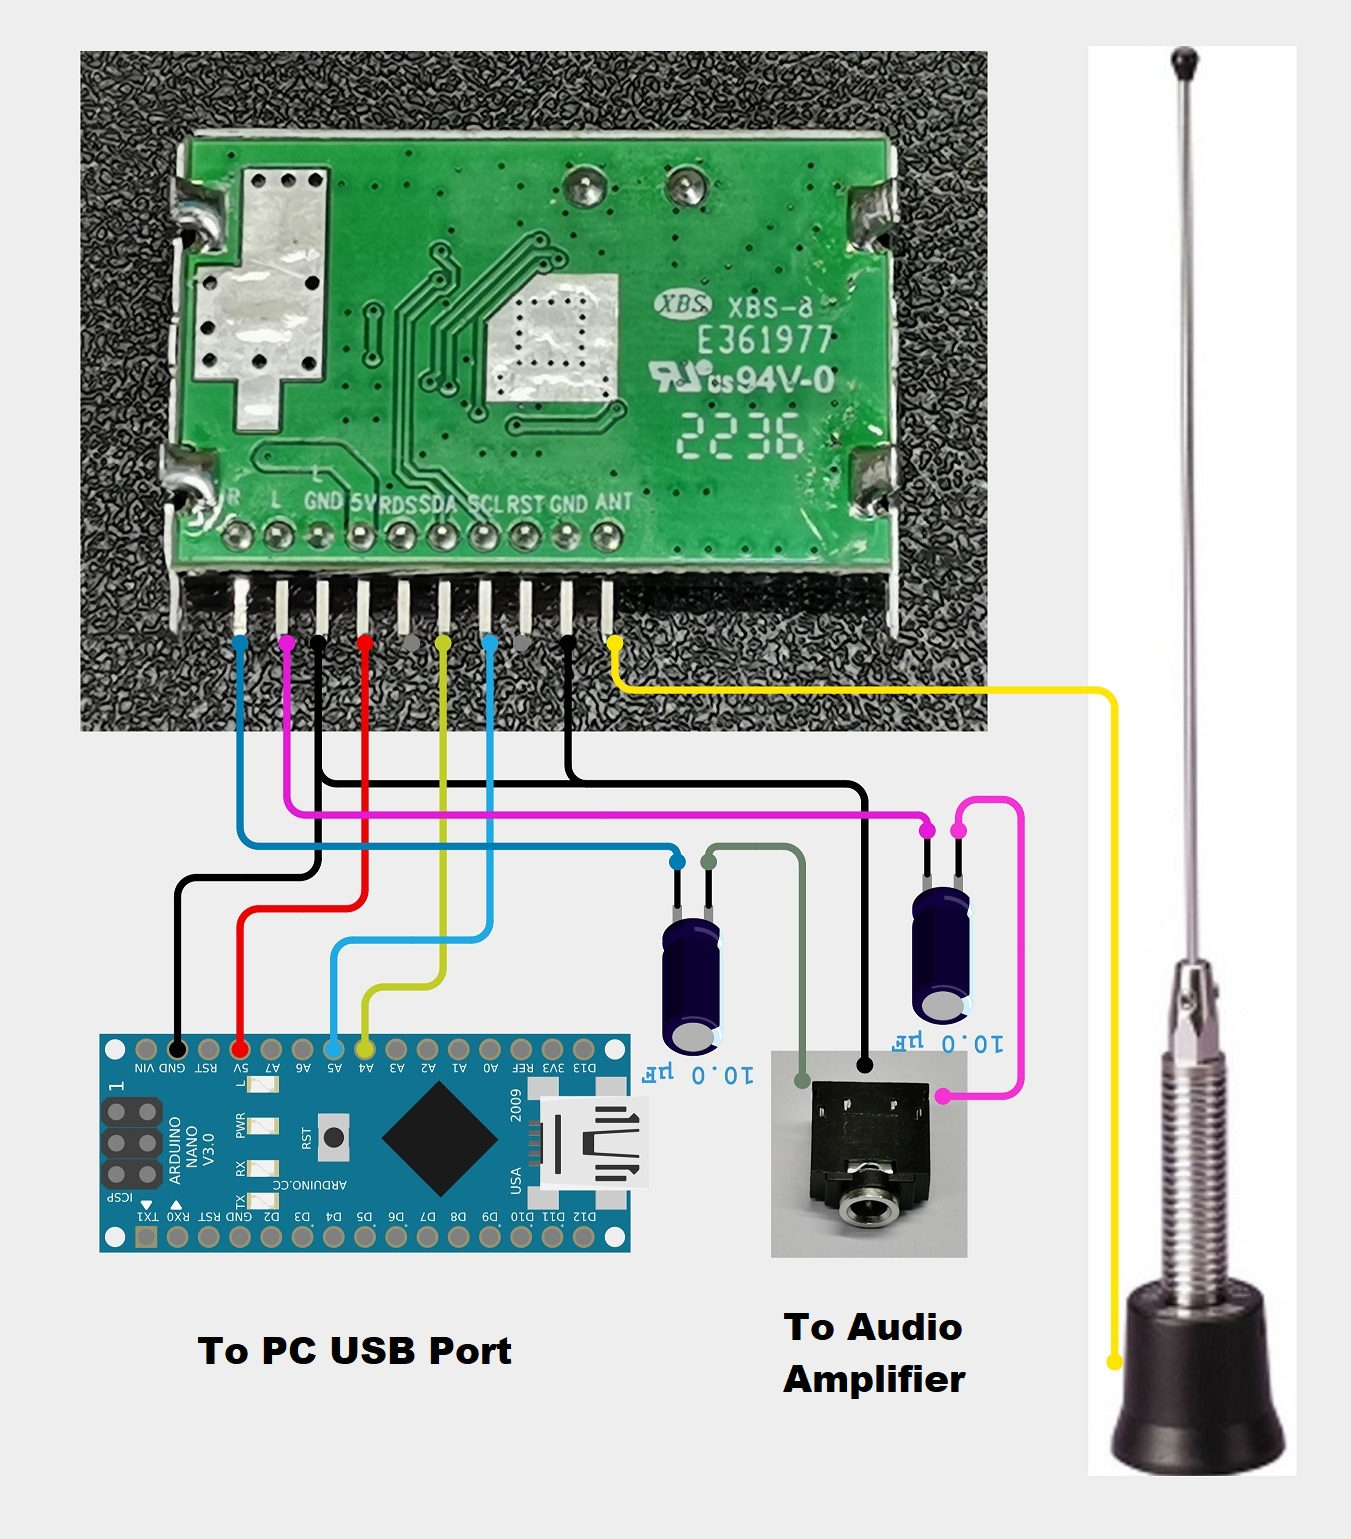 XBS XBS-8
E361977
us 94V-0
2236
L
R L GND 5V RDS SDA SCL RST GND ANT
10.0 µF
10.0 µF
VIN GND RST 5V A7 A6 A5 A4 A3 A2 A1 A0 REF 3V3 D13
1
L
PWR
RX
TX
ARDUINO
NANO
V3.0
RST
ARDUINO.CC
2009
USA
ICSP
TX1 RX0 RST GND D2 D3 D4 D5 D6 D7 D8 D9 D10 D11 D12
To PC USB Port
To Audio
Amplifier